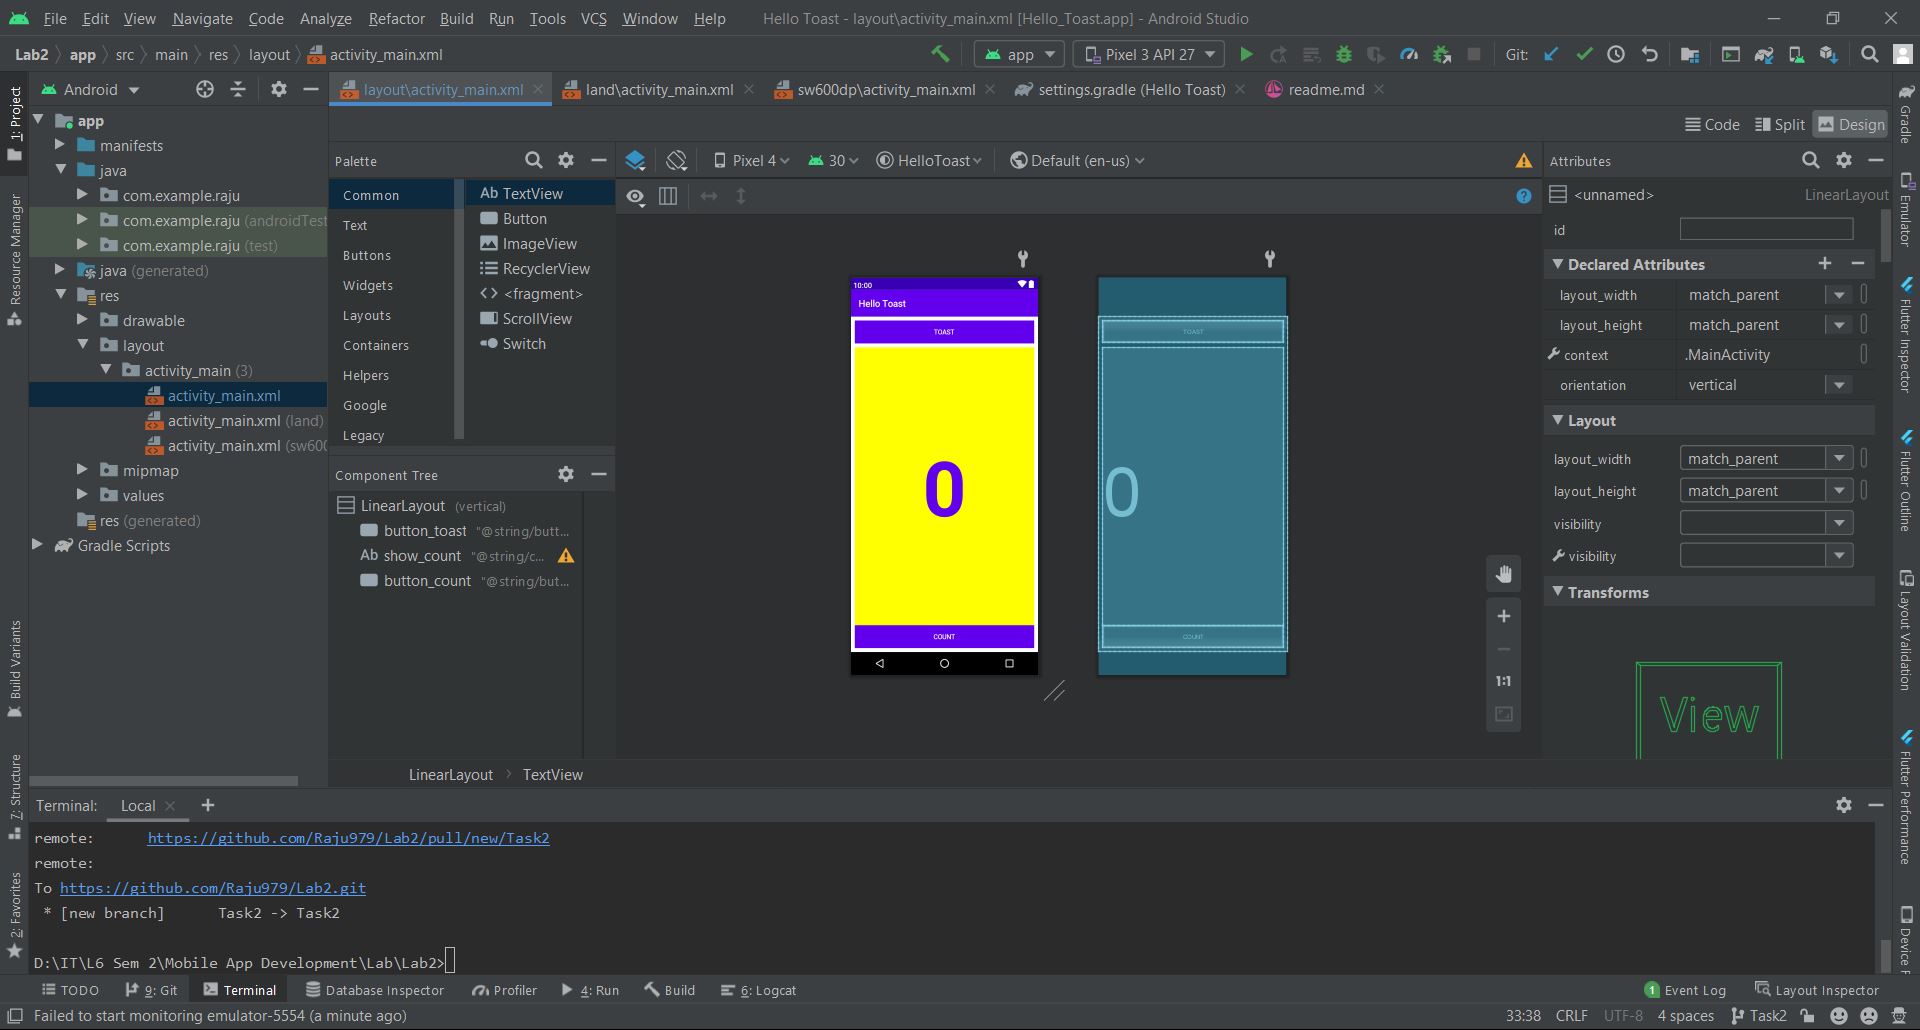 File Edit View Navigate Code Analyze Refactor Build Run Tools VCS Window Help Hello Toast - layout\activity_main.xml [Hello_Toast.app] - Android Studio
Lab2 app src main res layout activity_main.xml app Pixel 3 API 27 Git:
Android layout\activity_main.xml land\activity_main.xml sw600dp\activity_main.xml settings.gradle (Hello Toast) readme.md
Code Split Design
1: Project
Resource Manager
Build Variants
7: Structure
2: Favorites
app
manifests
java
com.example.raju
com.example.raju (androidTest
com.example.raju (test)
java (generated)
res
drawable
layout
activity_main (3)
activity_main.xml
activity_main.xml (land)
activity_main.xml (sw600
mipmap
values
res (generated)
Gradle Scripts
Palette
Common
Text
Buttons
Widgets
Layouts
Containers
Helpers
Google
Legacy
Ab TextView
Button
ImageView
RecyclerView
<fragment>
ScrollView
Switch
Component Tree
LinearLayout (vertical)
button_toast "@string/butt...
Ab show_count "@string/c...
button_count "@string/but...
Pixel 4 30 HelloToast Default (en-us)
10:00
Hello Toast
TOAST
0
COUNT
TOAST
0
COUNT
1:1
LinearLayout TextView
Attributes
<unnamed> LinearLayout
id
Declared Attributes
layout_width match_parent
layout_height match_parent
context .MainActivity
orientation vertical
Layout
layout_width match_parent
layout_height match_parent
visibility
visibility
Transforms
View
Gradle
Emulator
Flutter Inspector
Flutter Outline
Layout Validation
Flutter Performance
Device F
Terminal: Local
remote: https://github.com/Raju979/Lab2/pull/new/Task2
remote:
To https://github.com/Raju979/Lab2.git
* [new branch] Task2 -> Task2
D:\IT\L6 Sem 2\Mobile App Development\Lab\Lab2>
TODO 9: Git Terminal Database Inspector Profiler 4: Run Build 6: Logcat 1 Event Log Layout Inspector
Failed to start monitoring emulator-5554 (a minute ago) 33:38 CRLF UTF-8 4 spaces Task2